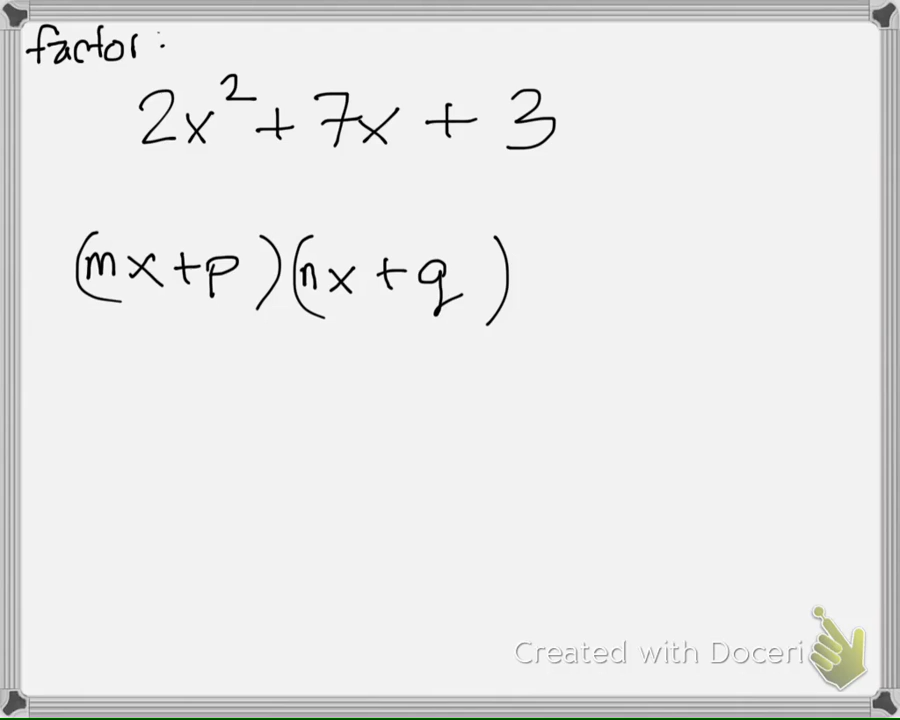 factor:
2x² + 7x + 3
(mx+p)(nx+q)
Created with Doceri